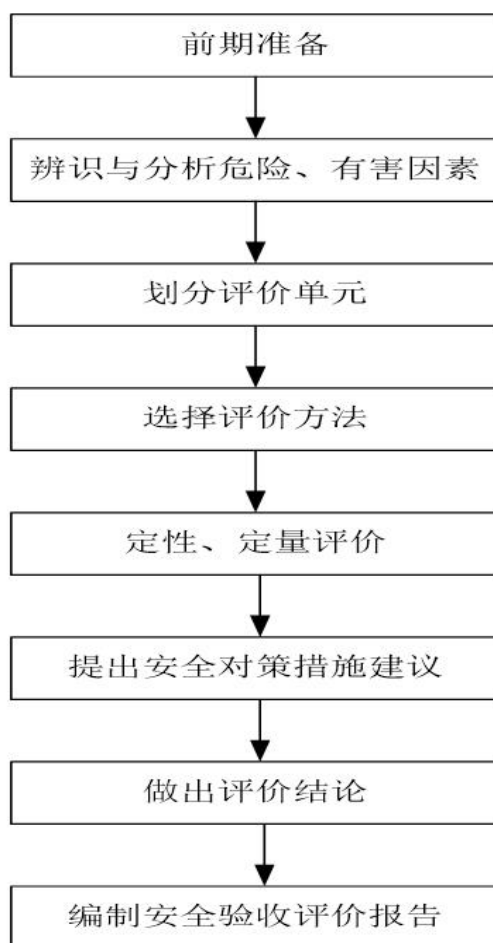 前期准备
辨识与分析危险、有害因素
划分评价单元
选择评价方法
定性、定量评价
提出安全对策措施建议
做出评价结论
编制安全验收评价报告